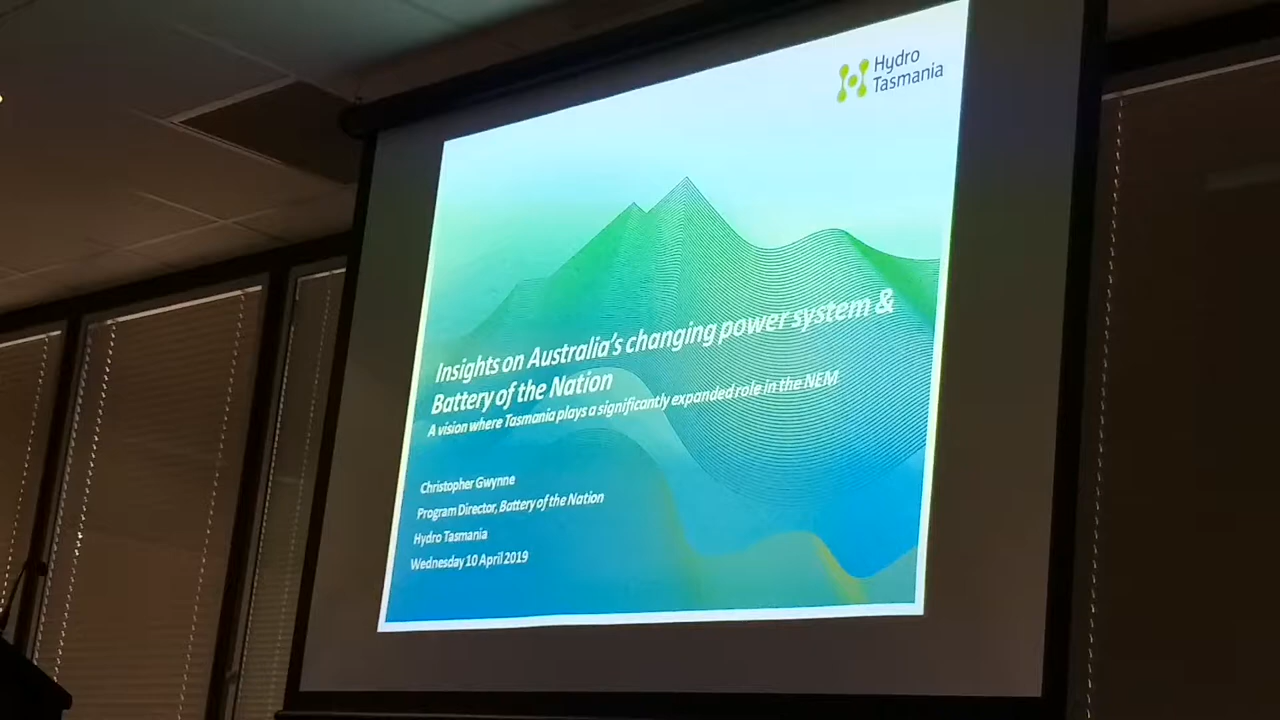 Hydro
Tasmania
Insights on Australia's changing power system &
Battery of the Nation
A vision where Tasmania plays a significantly expanded role in the NEM
Christopher Gwynne
Program Director, Battery of the Nation
Hydro Tasmania
Wednesday 10 April 2019